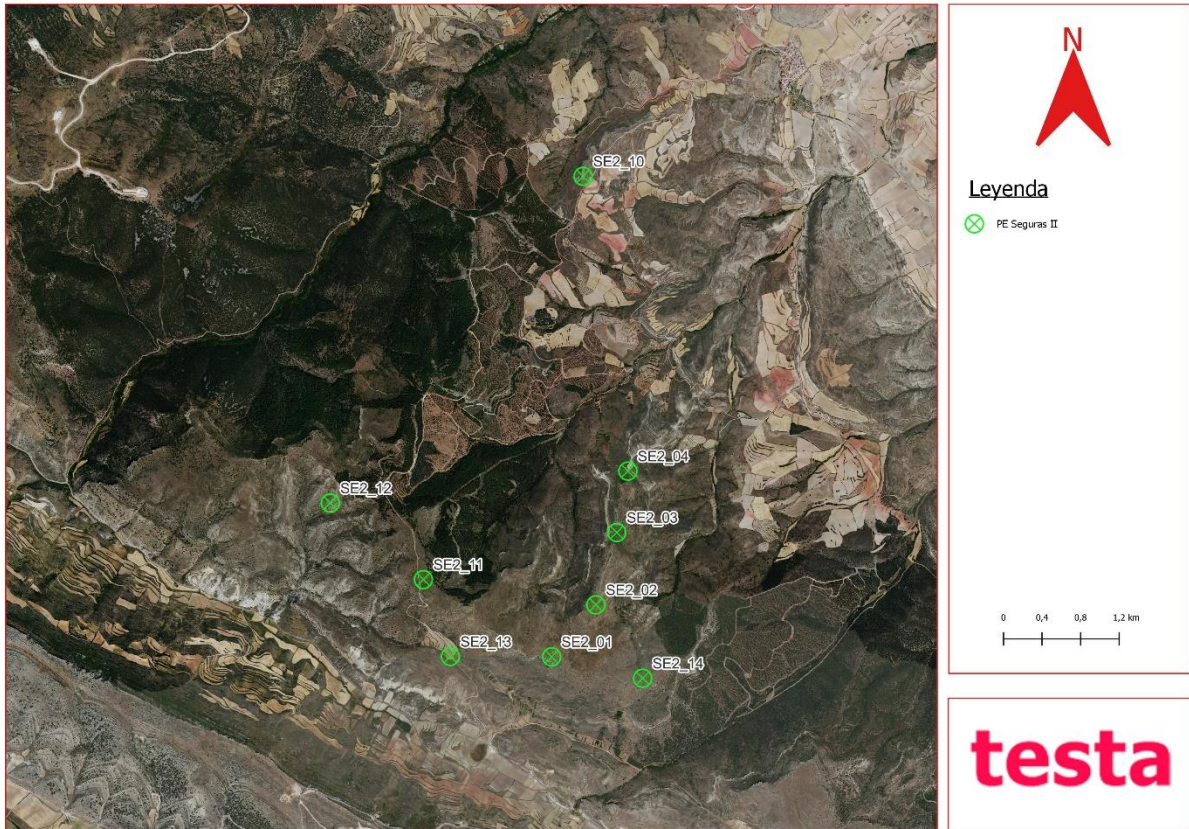 SE2_10
SE2_04
SE2_12
SE2_03
SE2_11
SE2_02
SE2_13
SE2_01
SE2_14
N
Leyenda
PE Seguras II
0 0,4 0,8 1,2 km
testa